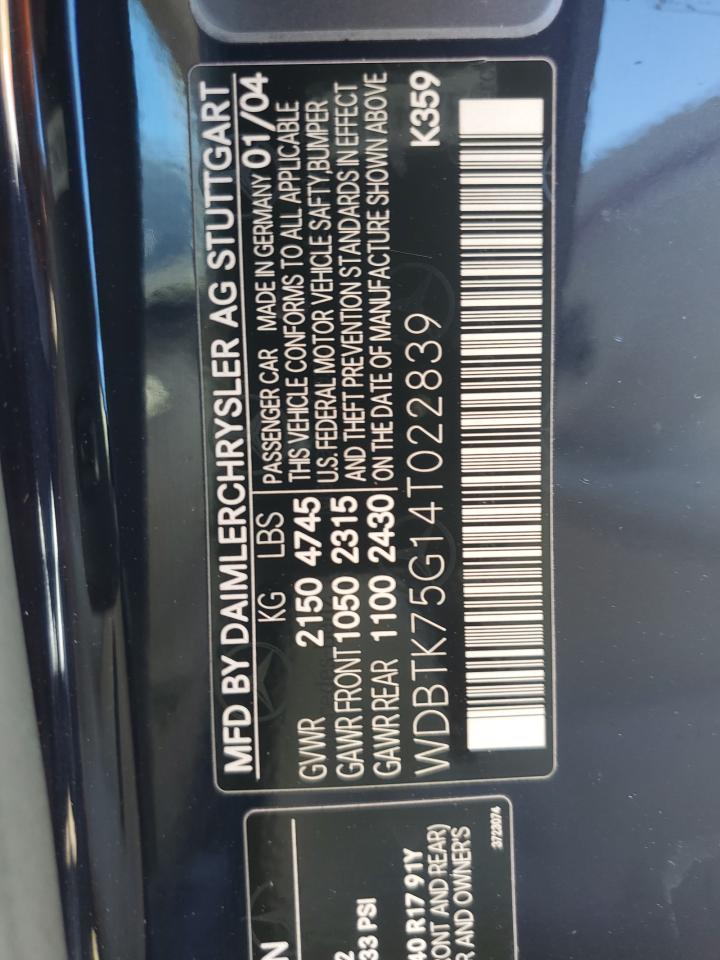 MFD BY DAIMLERCHRYSLER AG STUTTGART
KG LBS PASSENGER CAR MADE IN GERMANY 01/04
GVWR 2150 4745 THIS VEHICLE CONFORMS TO ALL APPLICABLE
U.S. FEDERAL MOTOR VEHICLE SAFTY,BUMPER
GAWR FRONT 1050 2315 AND THEFT PREVENTION STANDARDS IN EFFECT
GAWR REAR 1100 2430 ON THE DATE OF MANUFACTURE SHOWN ABOVE
WDBTK75G14T022839 K359
N
2
33 PSI
40 R17 91Y
RONT AND REAR)
R AND OWNER'S
3723074